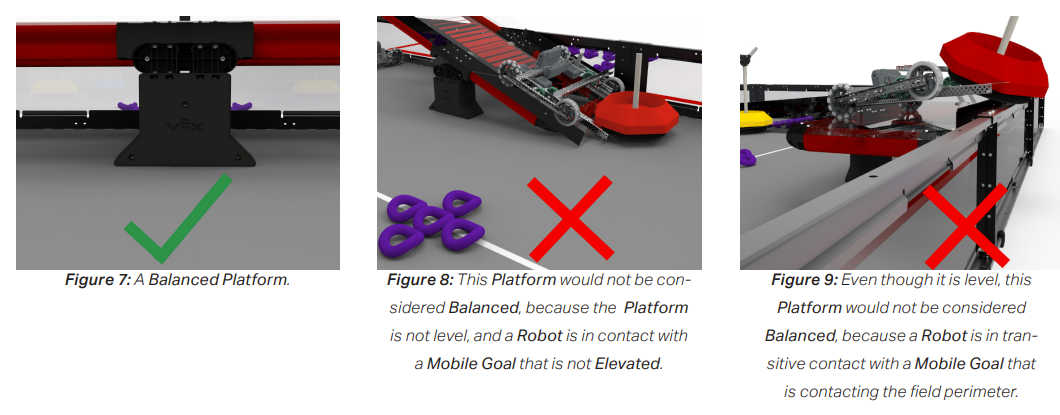 VEX
Figure 7: A Balanced Platform.
Figure 8: This Platform would not be con-
sidered Balanced, because the Platform
is not level, and a Robot is in contact with
a Mobile Goal that is not Elevated.
Figure 9: Even though it is level, this
Platform would not be considered
Balanced, because a Robot is in tran-
sitive contact with a Mobile Goal that
is contacting the field perimeter.